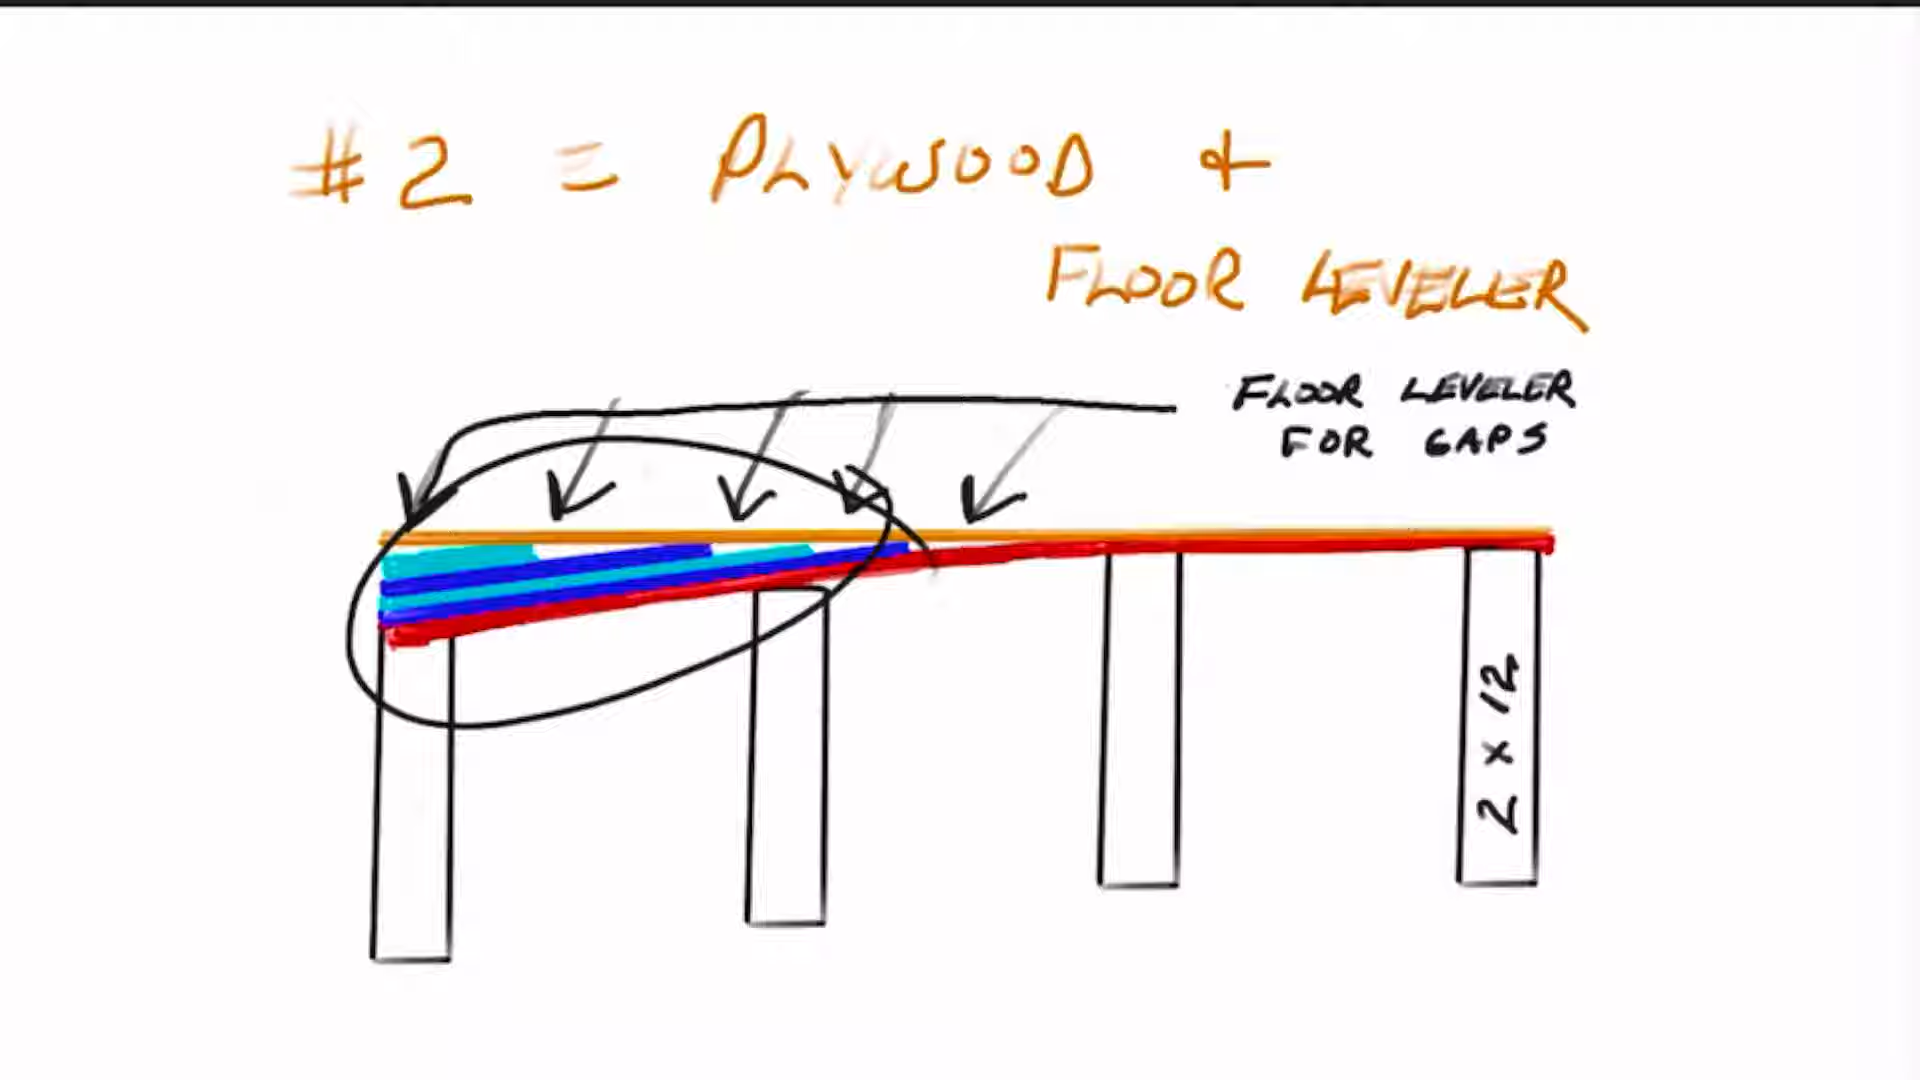 #2 = PLYWOOD +
FLOOR LEVELER
FLOOR LEVELER
FOR GAPS
2 x 12